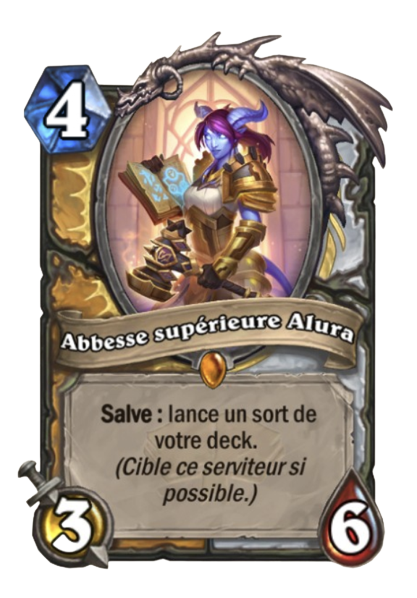 4
Abbesse supérieure Alura
Salve : lance un sort de
votre deck.
(Cible ce serviteur si
possible.)
3
6